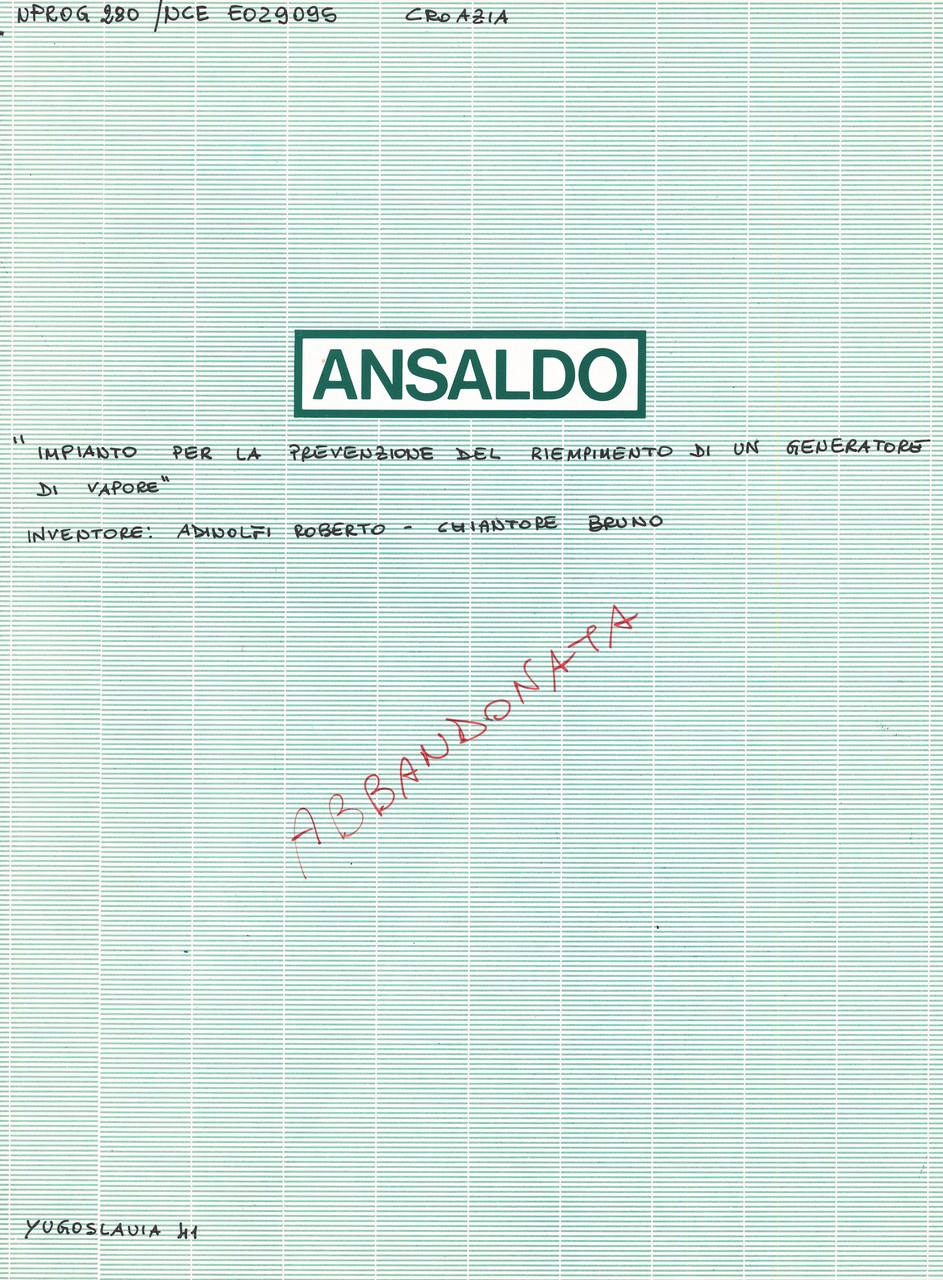 NPROG 280 / NCE E029095 CROAZIA
ANSALDO
"IMPIANTO PER LA PREVENZIONE DEL RIEMPIMENTO DI UN GENERATORE
DI VAPORE"
INVENTORE: ADINOLFI ROBERTO - CHIANTORE BRUNO
ABBANDONATA
YUGOSLAVIA 41